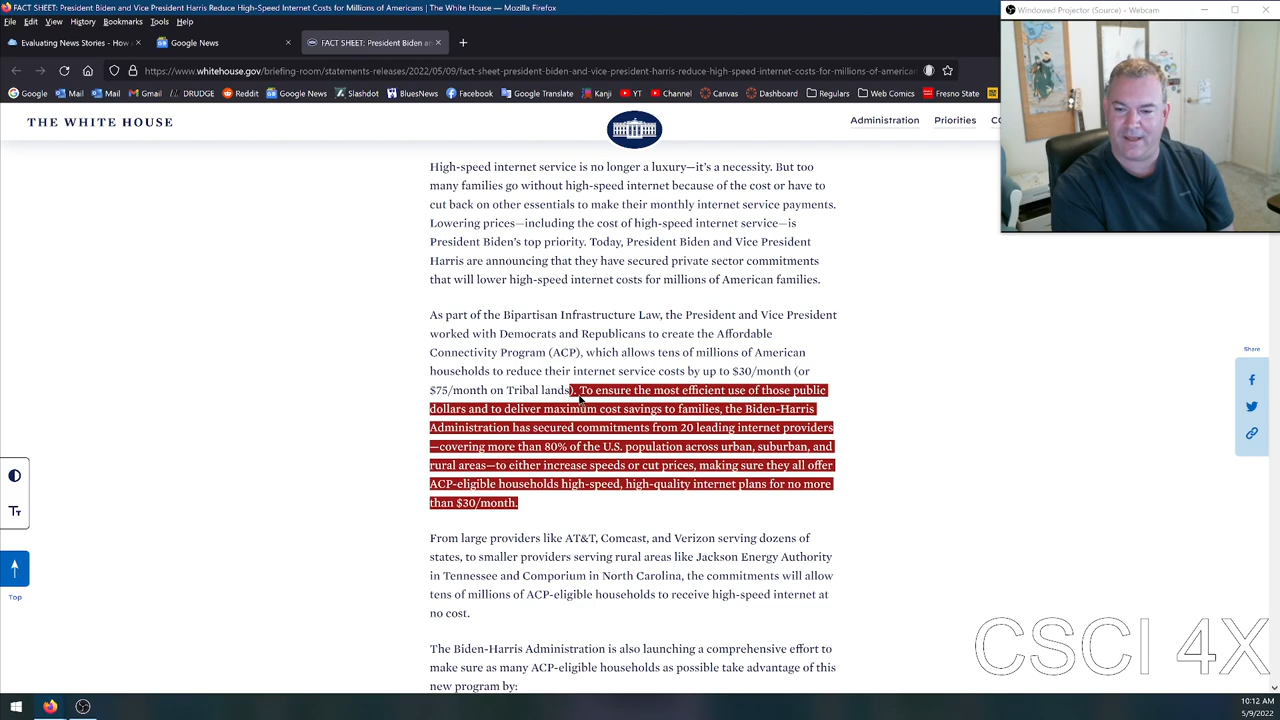 FACT SHEET: President Biden and Vice President Harris Reduce High-Speed Internet Costs for Millions of Americans | The White House — Mozilla Firefox
Windowed Projector (Source) - Webcam
File Edit View History Bookmarks Tools Help
Evaluating News Stories - How
Google News
FACT SHEET: President Biden an
https://www.whitehouse.gov/briefing-room/statements-releases/2022/05/09/fact-sheet-president-biden-and-vice-president-harris-reduce-high-speed-internet-costs-for-millions-of-american
Google Mail Mail Gmail DRUDGE Reddit Google News Slashdot BluesNews Facebook Google Translate Kanji YT Channel Canvas Dashboard Regulars Web Comics Fresno State
THE WHITE HOUSE
Administration Priorities
High-speed internet service is no longer a luxury—it's a necessity. But too
many families go without high-speed internet because of the cost or have to
cut back on other essentials to make their monthly internet service payments.
Lowering prices—including the cost of high-speed internet service—is
President Biden's top priority. Today, President Biden and Vice President
Harris are announcing that they have secured private sector commitments
that will lower high-speed internet costs for millions of American families.
As part of the Bipartisan Infrastructure Law, the President and Vice President
worked with Democrats and Republicans to create the Affordable
Connectivity Program (ACP), which allows tens of millions of American
households to reduce their internet service costs by up to $30/month (or
$75/month on Tribal lands). To ensure the most efficient use of those public
dollars and to deliver maximum cost savings to families, the Biden-Harris
Administration has secured commitments from 20 leading internet providers
—covering more than 80% of the U.S. population across urban, suburban, and
rural areas—to either increase speeds or cut prices, making sure they all offer
ACP-eligible households high-speed, high-quality internet plans for no more
than $30/month.
From large providers like AT&T, Comcast, and Verizon serving dozens of
states, to smaller providers serving rural areas like Jackson Energy Authority
in Tennessee and Comporium in North Carolina, the commitments will allow
tens of millions of ACP-eligible households to receive high-speed internet at
no cost.
The Biden-Harris Administration is also launching a comprehensive effort to
make sure as many ACP-eligible households as possible take advantage of this
new program by:
Share
Top
CSCI 4X
10:12 AM
5/9/2022